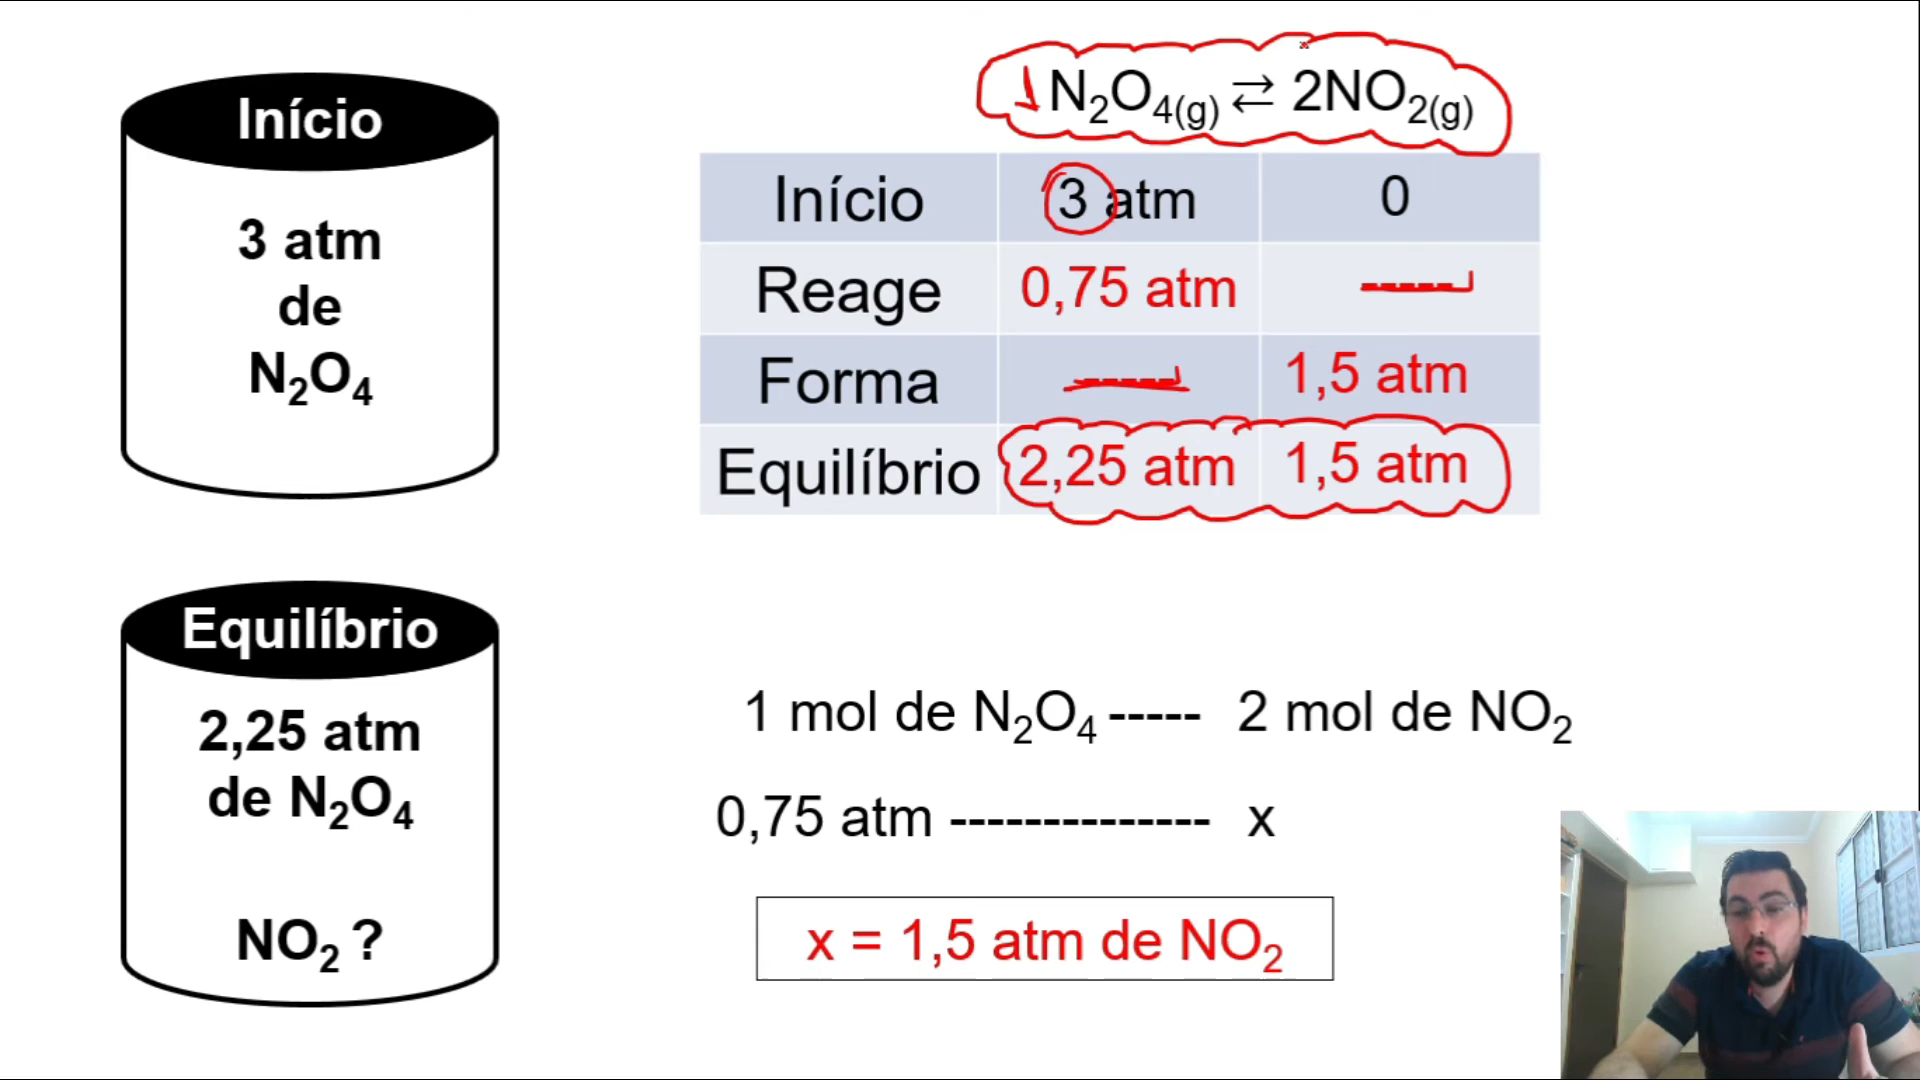 Início
3 atm
de
N₂O₄
1 N₂O₄(g) ⇄ 2NO₂(g)
Início 3 atm 0
Reage 0,75 atm -----
Forma ----- 1,5 atm
Equilíbrio 2,25 atm 1,5 atm
Equilíbrio
2,25 atm
de N₂O₄
NO₂ ?
1 mol de N₂O₄ ----- 2 mol de NO₂
0,75 atm -------------- x
x = 1,5 atm de NO₂